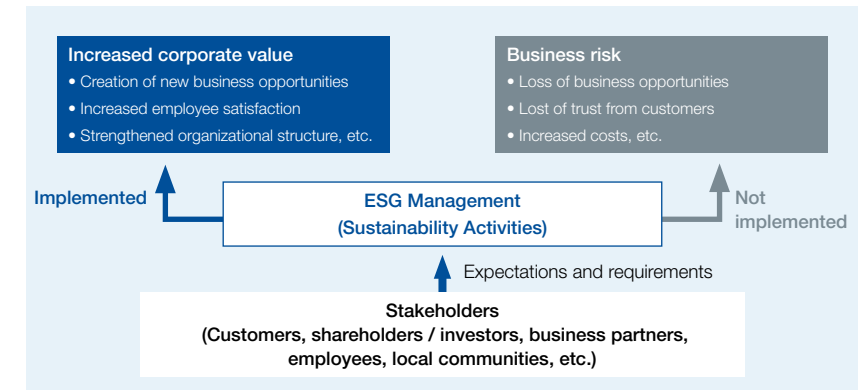 Increased corporate value
• Creation of new business opportunities
• Increased employee satisfaction
• Strengthened organizational structure, etc.
Business risk
• Loss of business opportunities
• Lost of trust from customers
• Increased costs, etc.
Implemented
ESG Management
(Sustainability Activities)
Not
implemented
Expectations and requirements
Stakeholders
(Customers, shareholders / investors, business partners,
employees, local communities, etc.)